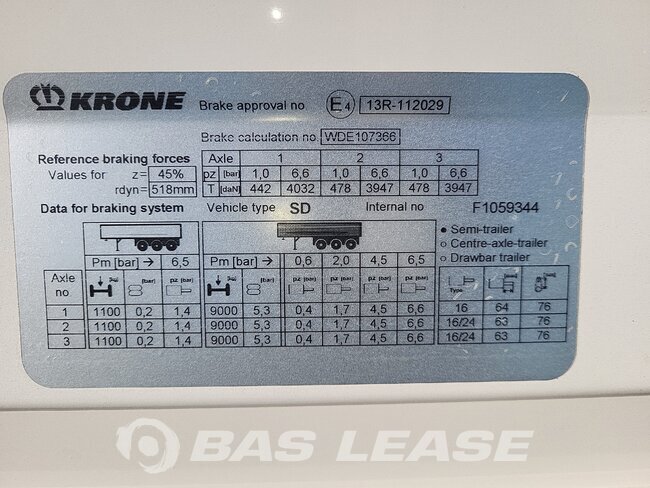 KRONE Brake approval no. E4 13R-112029
Brake calculation no. WDE107366
Reference braking forces Axle 1 2 3
Values for z= 45% pz [bar] 1,0 6,6 1,0 6,6 1,0 6,6
rdyn= 518mm T [daN] 442 4032 478 3947 478 3947
Data for braking system Vehicle type SD Internal no F1059344
Semi-trailer
Centre-axle-trailer
Drawbar trailer
Pm [bar] → 6,5 Pm [bar] → 0,6 2,0 4,5 6,5
Axle no [bar] pz [bar] [bar] pz [bar] pz [bar] pz [bar] pz [bar] Type
1 1100 0,2 1,4 9000 5,3 0,4 1,7 4,5 6,6 16 64 76
2 1100 0,2 1,4 9000 5,3 0,4 1,7 4,5 6,6 16/24 63 76
3 1100 0,2 1,4 9000 5,3 0,4 1,7 4,5 6,6 16/24 63 76
BAS LEASE